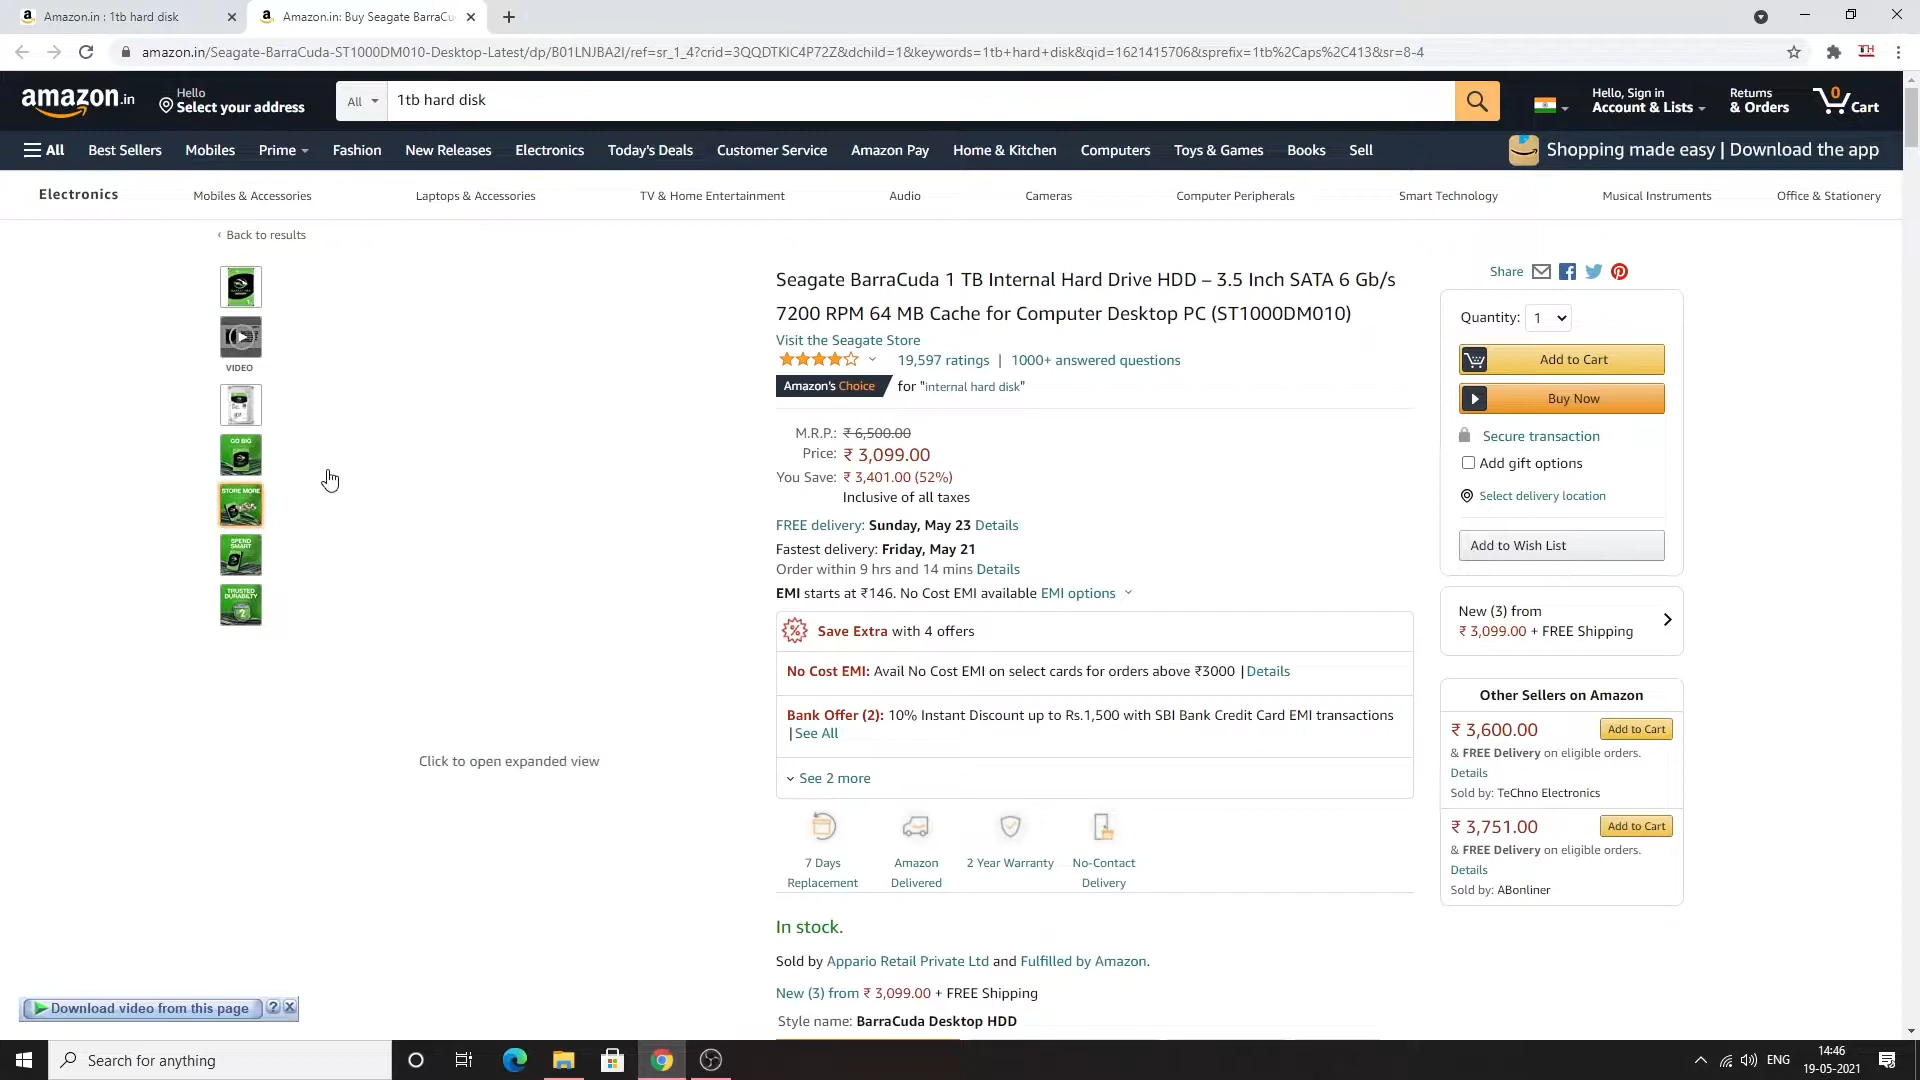 Amazon.in : 1tb hard disk
Amazon.in: Buy Seagate BarraCu
amazon.in/Seagate-BarraCuda-ST1000DM010-Desktop-Latest/dp/B01LNJBA2I/ref=sr_1_4?crid=3QQDTKIC4P72Z&dchild=1&keywords=1tb+hard+disk&qid=1621415706&sprefix=1tb%2Caps%2C413&sr=8-4
TH
amazon.in
Hello
Select your address
All
1tb hard disk
Hello, Sign in
Account & Lists
Returns
& Orders
0
Cart
All
Best Sellers
Mobiles
Prime
Fashion
New Releases
Electronics
Today's Deals
Customer Service
Amazon Pay
Home & Kitchen
Computers
Toys & Games
Books
Sell
Shopping made easy | Download the app
Electronics
Mobiles & Accessories
Laptops & Accessories
TV & Home Entertainment
Audio
Cameras
Computer Peripherals
Smart Technology
Musical Instruments
Office & Stationery
‹ Back to results
VIDEO
GO BIG
STORE MORE
SPEND
SMART
TRUSTED
DURABILTY
2
Click to open expanded view
Seagate BarraCuda 1 TB Internal Hard Drive HDD – 3.5 Inch SATA 6 Gb/s
7200 RPM 64 MB Cache for Computer Desktop PC (ST1000DM010)
Visit the Seagate Store
19,597 ratings | 1000+ answered questions
Amazon's Choice for "internal hard disk"
M.R.P.: ₹ 6,500.00
Price: ₹ 3,099.00
You Save: ₹ 3,401.00 (52%)
Inclusive of all taxes
FREE delivery: Sunday, May 23 Details
Fastest delivery: Friday, May 21
Order within 9 hrs and 14 mins Details
EMI starts at ₹146. No Cost EMI available EMI options
Save Extra with 4 offers
No Cost EMI: Avail No Cost EMI on select cards for orders above ₹3000 |Details
Bank Offer (2): 10% Instant Discount up to Rs.1,500 with SBI Bank Credit Card EMI transactions
|See All
See 2 more
7 Days
Replacement
Amazon
Delivered
2 Year Warranty
No-Contact
Delivery
In stock.
Sold by Appario Retail Private Ltd and Fulfilled by Amazon.
New (3) from ₹ 3,099.00 + FREE Shipping
Style name: BarraCuda Desktop HDD
Share
Quantity: 1
Add to Cart
Buy Now
Secure transaction
Add gift options
Select delivery location
Add to Wish List
New (3) from
₹ 3,099.00 + FREE Shipping
Other Sellers on Amazon
₹ 3,600.00
Add to Cart
& FREE Delivery on eligible orders.
Details
Sold by: TeChno Electronics
₹ 3,751.00
Add to Cart
& FREE Delivery on eligible orders.
Details
Sold by: ABonliner
Download video from this page
Search for anything
ENG
14:46
19-05-2021